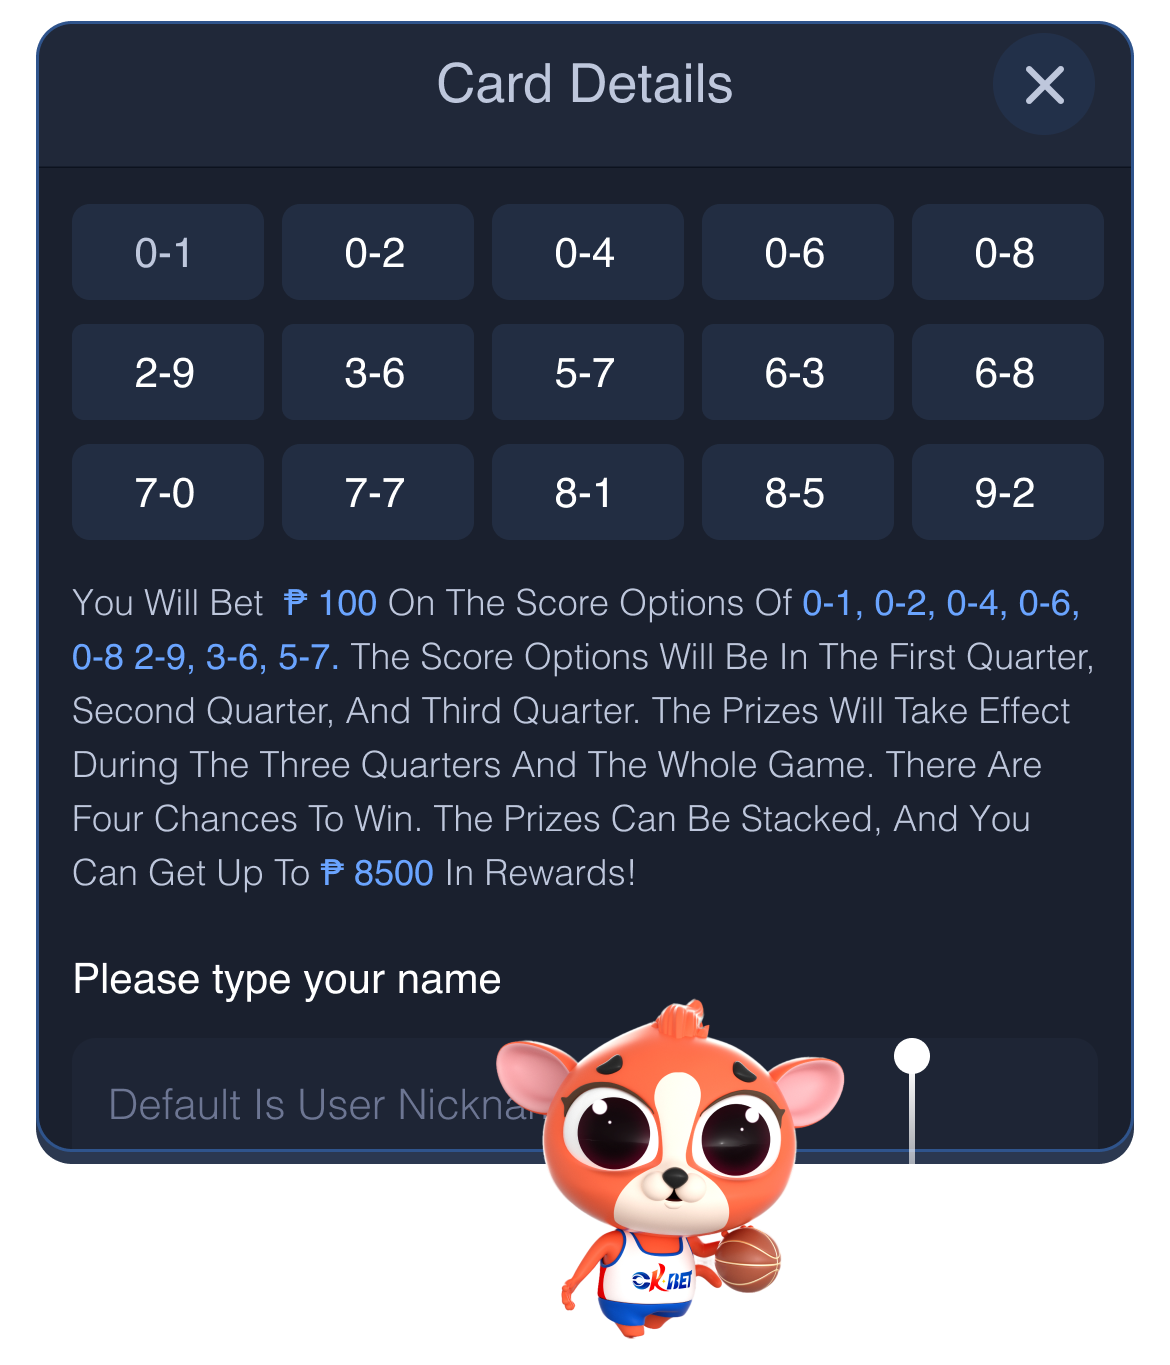 Card Details
0-1 0-2 0-4 0-6 0-8
2-9 3-6 5-7 6-3 6-8
7-0 7-7 8-1 8-5 9-2
You Will Bet ₱ 100 On The Score Options Of 0-1, 0-2, 0-4, 0-6,
0-8 2-9, 3-6, 5-7. The Score Options Will Be In The First Quarter,
Second Quarter, And Third Quarter. The Prizes Will Take Effect
During The Three Quarters And The Whole Game. There Are
Four Chances To Win. The Prizes Can Be Stacked, And You
Can Get Up To ₱ 8500 In Rewards!
Please type your name
Default Is User
OKBET